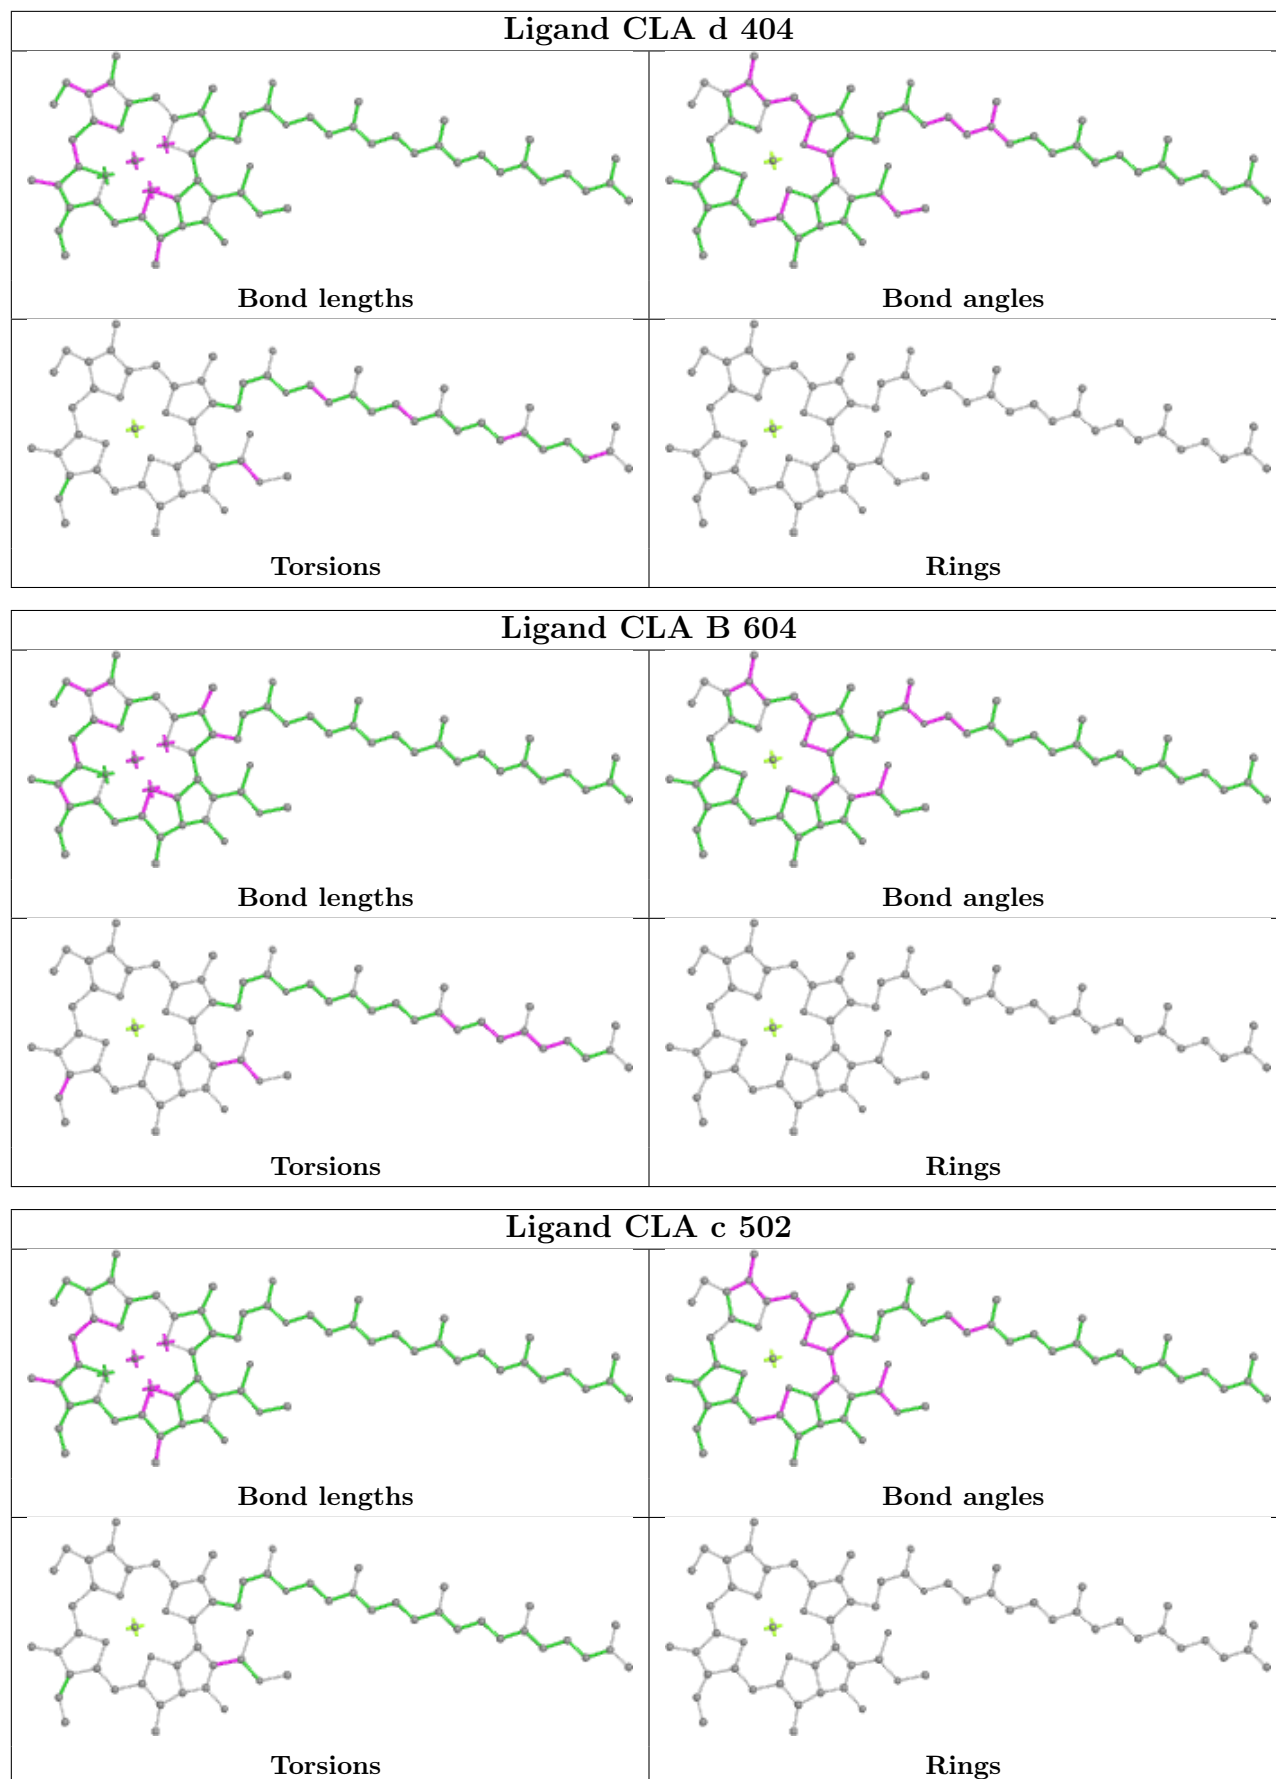 Ligand CLA d 404
Bond lengths
Bond angles
Torsions
Rings
Ligand CLA B 604
Bond lengths
Bond angles
Torsions
Rings
Ligand CLA c 502
Bond lengths
Bond angles
Torsions
Rings